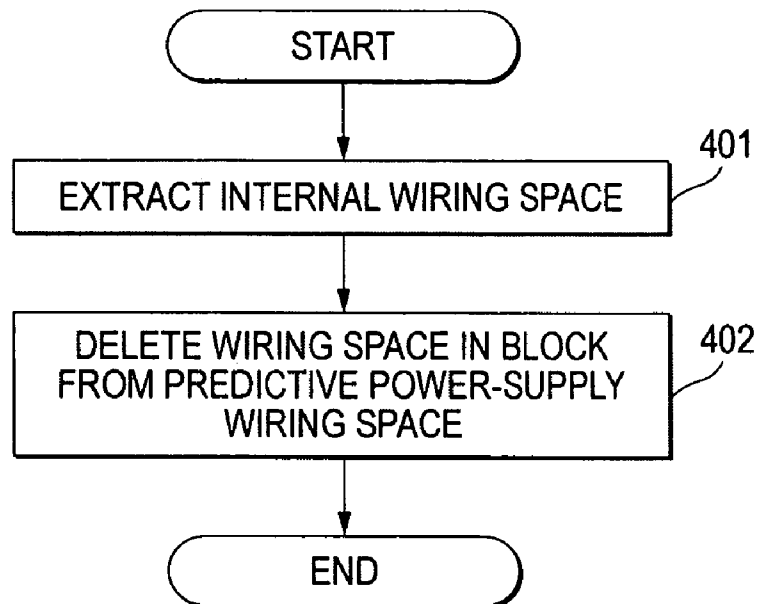 START
401
EXTRACT INTERNAL WIRING SPACE
402
DELETE WIRING SPACE IN BLOCK
FROM PREDICTIVE POWER-SUPPLY
WIRING SPACE
END